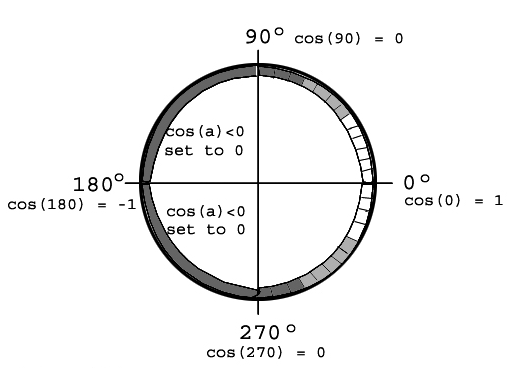 90° cos(90) = 0
cos(a)<0
set to 0
180°
0°
cos(180) = -1
cos(0) = 1
cos(a)<0
set to 0
270°
cos(270) = 0